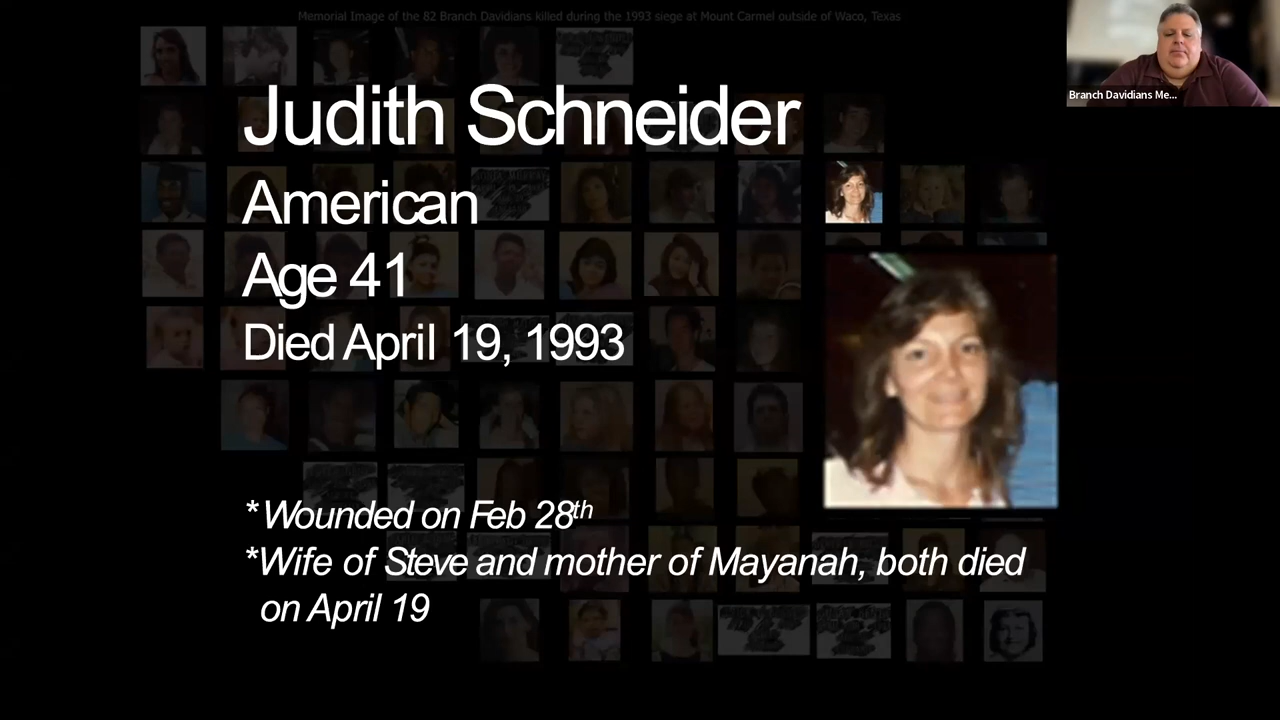 Memorial Image of the 82 Branch Davidians killed during the 1993 siege at Mount Carmel outside of Waco, Texas
Judith Schneider
American
Age 41
Died April 19, 1993
*Wounded on Feb 28th
*Wife of Steve and mother of Mayanah, both died
on April 19
Branch Davidians Me...